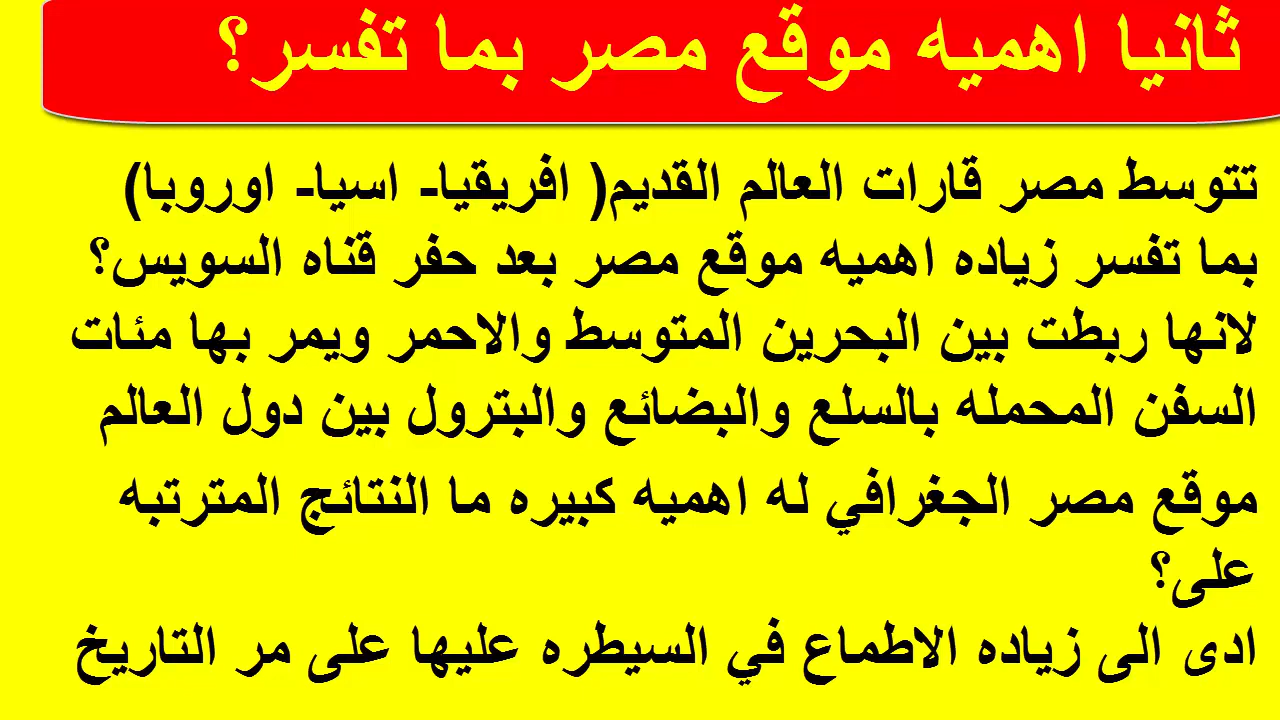 ثانيا اهميه موقع مصر بما تفسر؟
تتوسط مصر قارات العالم القديم( افريقيا- اسيا- اوروبا)
بما تفسر زياده اهميه موقع مصر بعد حفر قناه السويس؟
لانها ربطت بين البحرين المتوسط والاحمر ويمر بها مئات
السفن المحمله بالسلع والبضائع والبترول بين دول العالم
موقع مصر الجغرافي له اهميه كبيره ما النتائج المترتبه
على؟
ادى الى زياده الاطماع في السيطره عليها على مر التاريخ